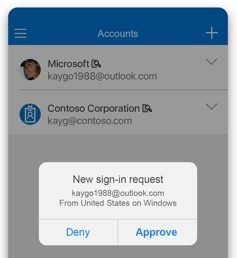 Accounts
Microsoft
kaygo1988@outlook.com
Contoso Corporation
kayg@contoso.com
New sign-in request
kaygo1988@outlook.com
From United States on Windows
Deny
Approve